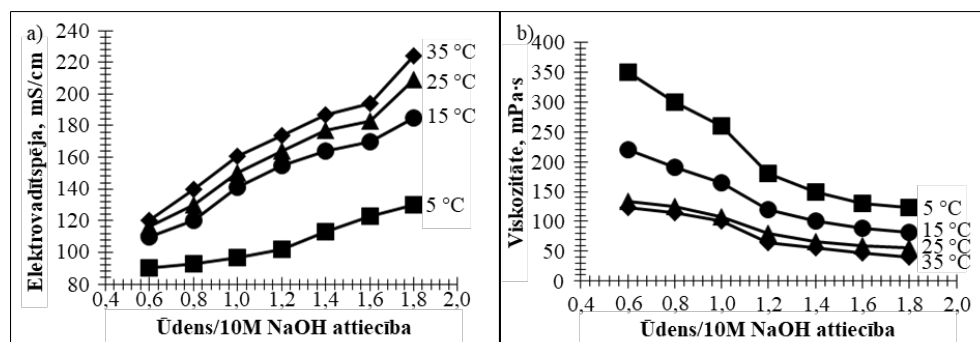 a)
Elektrovadītspēja, mS/cm
240
220
200
180
160
140
120
100
80
0,4 0,6 0,8 1,0 1,2 1,4 1,6 1,8 2,0
35 °C
25 °C
15 °C
5 °C
Ūdens/10M NaOH attiecība
b)
Viskozitāte, mPa·s
400
350
300
250
200
150
100
50
0
0,4 0,6 0,8 1,0 1,2 1,4 1,6 1,8 2,0
5 °C
15 °C
25 °C
35 °C
Ūdens/10M NaOH attiecība